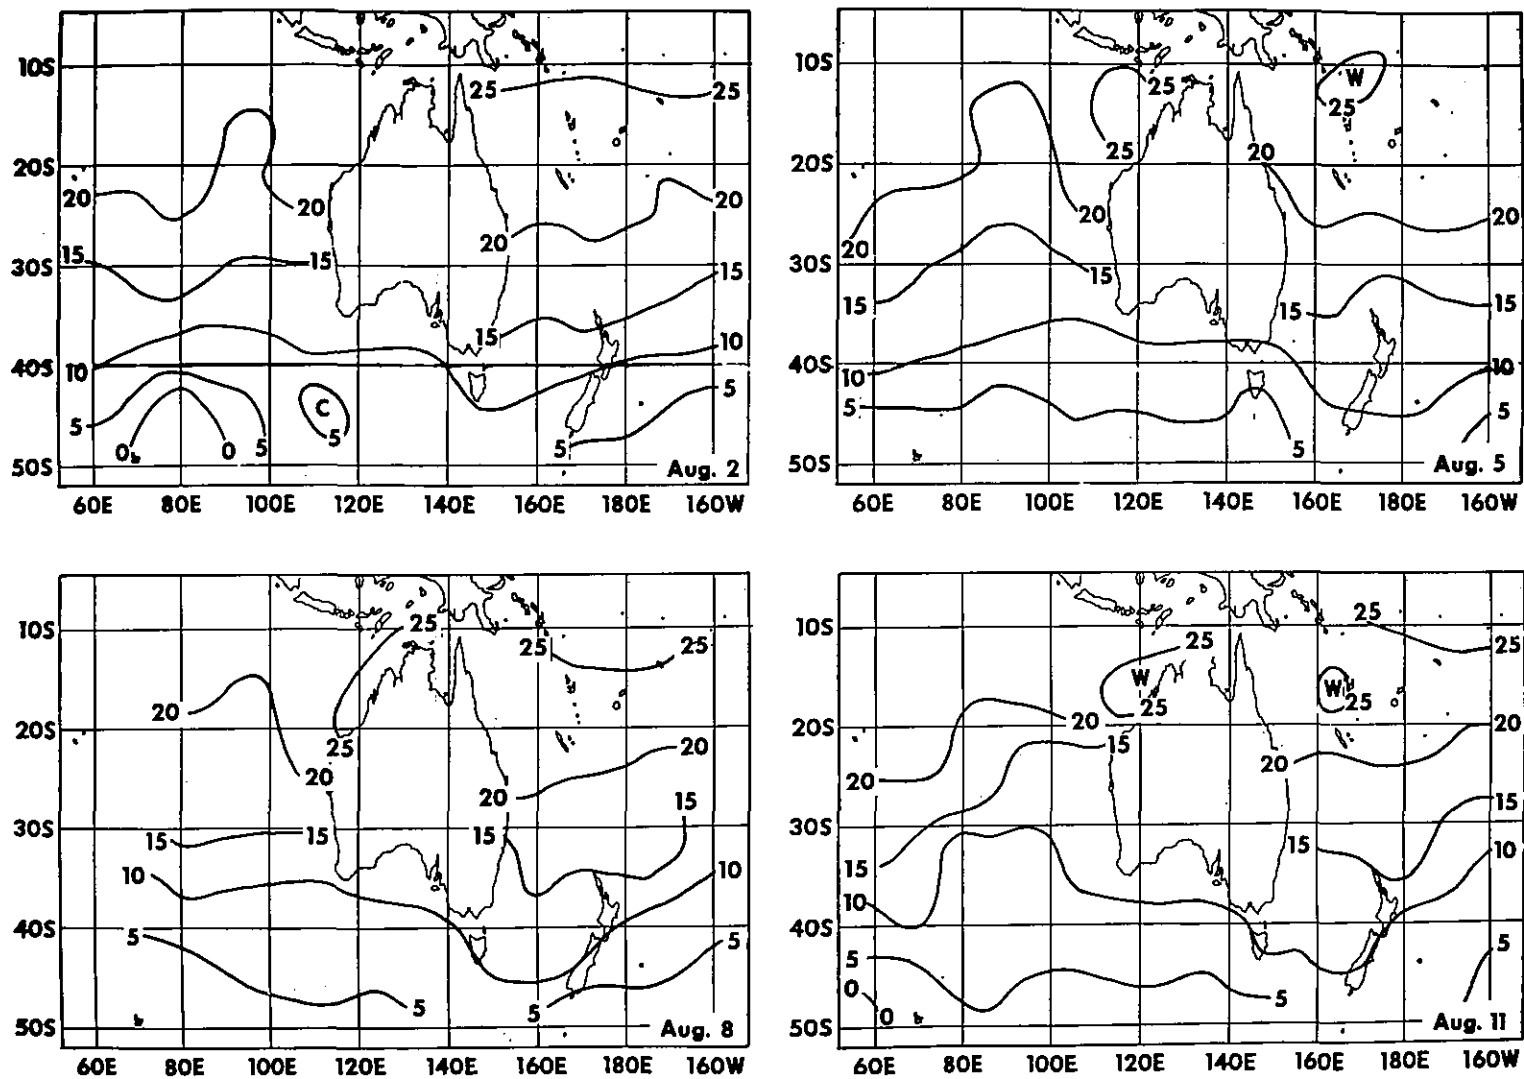 10S 25 25
20S
20 20 20
20
30S 15 15 15
15 10
40S 10
5 C 5 5
0 0 5 5
50S Aug. 2
60E 80E 100E 120E 140E 160E 180E 160W
10S W
25 25
20S 25 20
20 20 20
30S 15
15 15 15
40S 10 10
5 5
50S 5 Aug. 5
60E 80E 100E 120E 140E 160E 180E 160W
10S 25 25 25
20S 20
25 20
20 20
30S 15 15 15 15
10 10
40S 5 5
5 5
50S Aug. 8
60E 80E 100E 120E 140E 160E 180E 160W
25
10S 25 25
W W
25 25
20S 20 20
15 20
20
30S 15
15 15 10
10
40S
5 5
0 5
50S 0 Aug. 11
60E 80E 100E 120E 140E 160E 180E 160W